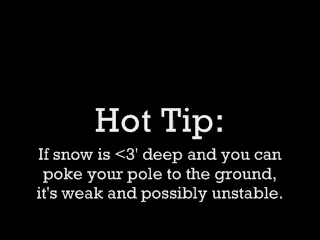 Hot Tip:
If snow is <3' deep and you can
poke your pole to the ground,
it's weak and possibly unstable.